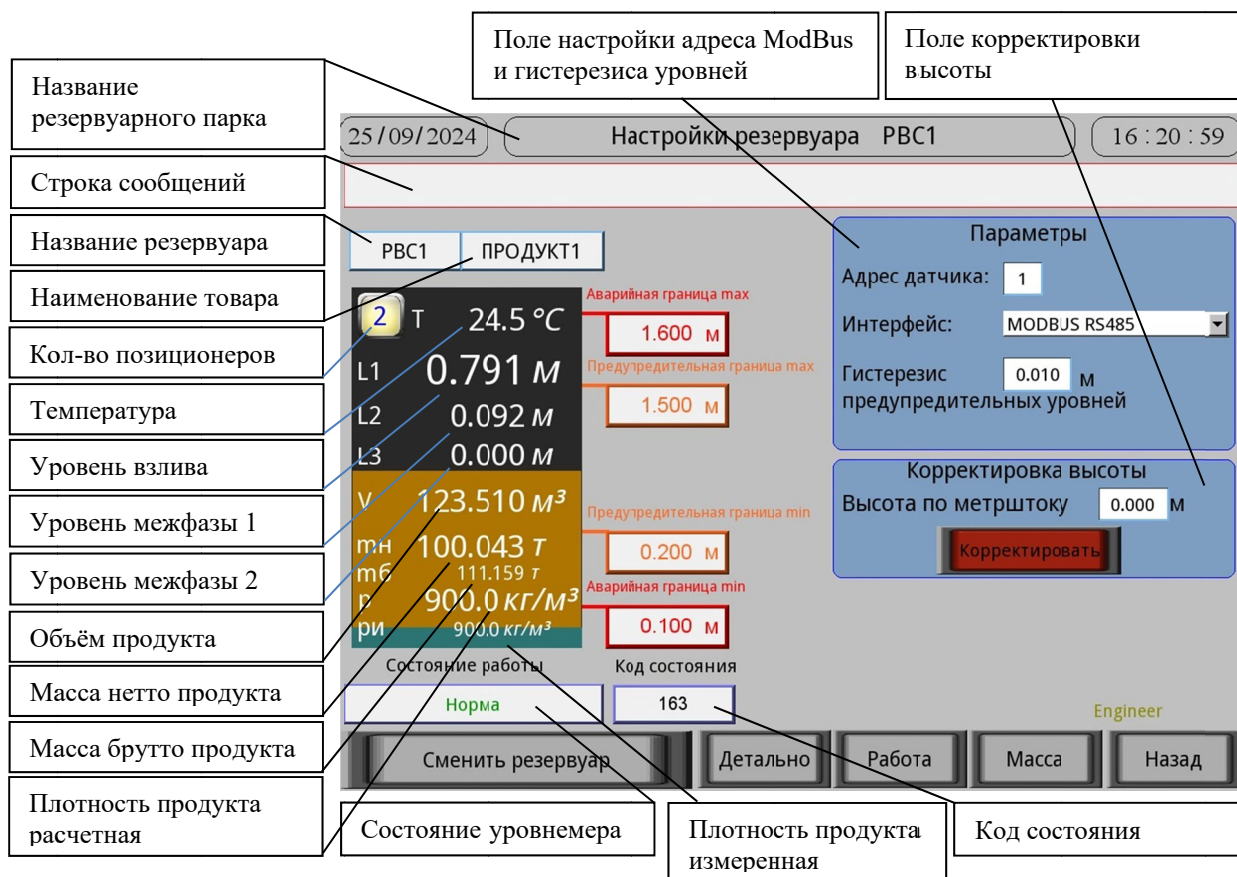 Поле настройки адреса ModBus
и гистерезиса уровней
Поле корректировки
высоты
Название
резервуарного парка
Строка сообщений
Название резервуара
Наименование товара
Кол-во позиционеров
Температура
Уровень взлива
Уровень межфазы 1
Уровень межфазы 2
Объём продукта
Масса нетто продукта
Масса брутто продукта
Плотность продукта
расчетная
25/09/2024
Настройки резервуара РВС1
16:20:59
РВС1
ПРОДУКТ1
2 T 24.5 °C
L1 0.791 м
L2 0.092 м
L3 0.000 м
V 123.510 м³
mн 100.043 т
mб 111.159 т
p 900.0 кг/м³
pи 900.0 кг/м³
Аварийная граница max
1.600 м
Предупредительная граница max
1.500 м
Предупредительная граница min
0.200 м
Аварийная граница min
0.100 м
Параметры
Адрес датчика: 1
Интерфейс: MODBUS RS485
Гистерезис 0.010 м
предупредительных уровней
Корректировка высоты
Высота по метрштоку 0.000 м
Корректировать
Состояние работы
Норма
Код состояния
163
Engineer
Сменить резервуар
Детально
Работа
Масса
Назад
Состояние уровнемера
Плотность продукта
измеренная
Код состояния